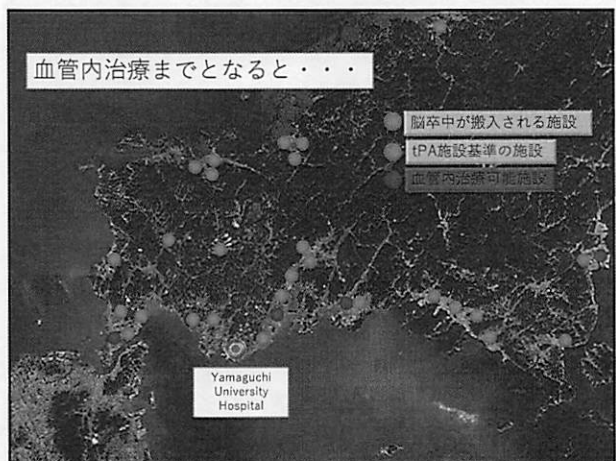 血管内治療までとなると・・・
脳卒中が搬入される施設
tPA施設基準の施設
血管内治療可能施設
Yamaguchi
University
Hospital